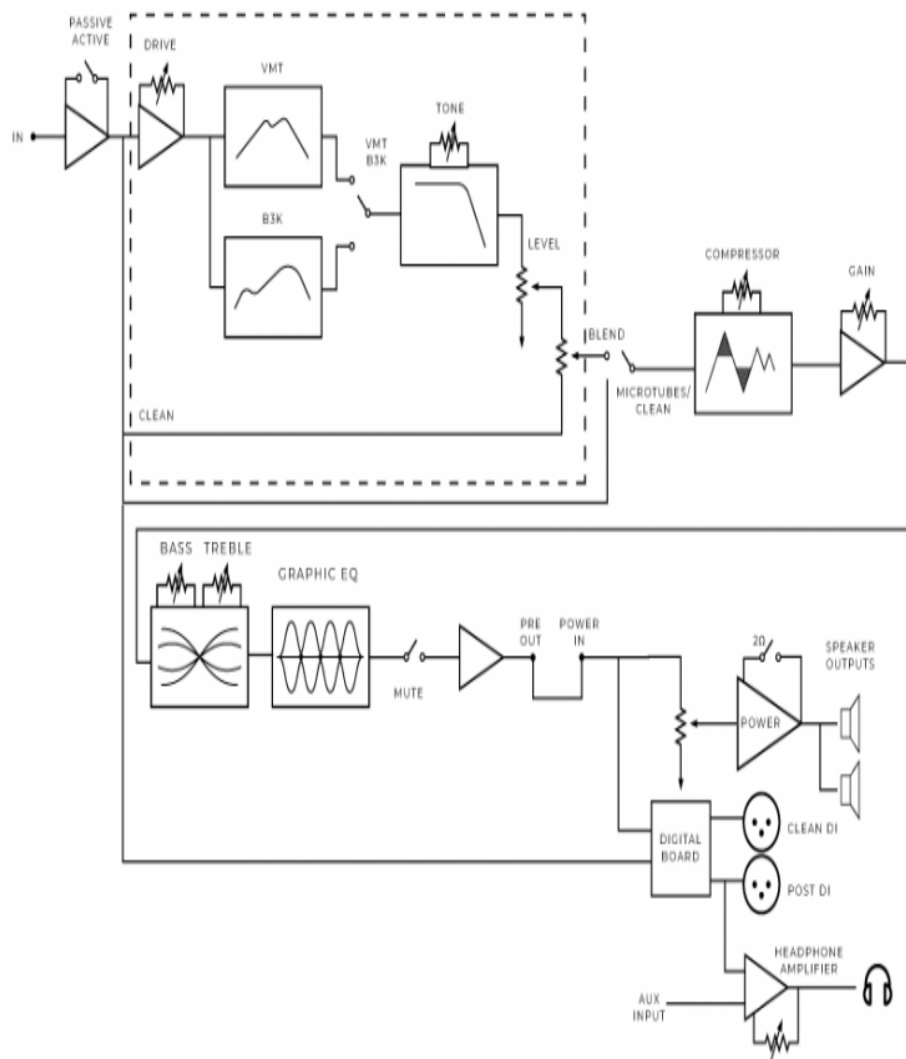 PASSIVE
ACTIVE
DRIVE
VMT
TONE
IN
VMT
B3K
B3K
LEVEL
COMPRESSOR
GAIN
BLEND
MICROTUBES/
CLEAN
CLEAN
BASS TREBLE
GRAPHIC EQ
PRE
OUT
POWER
IN
2Ω
SPEAKER
OUTPUTS
MUTE
POWER
DIGITAL
BOARD
CLEAN DI
POST DI
HEADPHONE
AMPLIFIER
AUX
INPUT